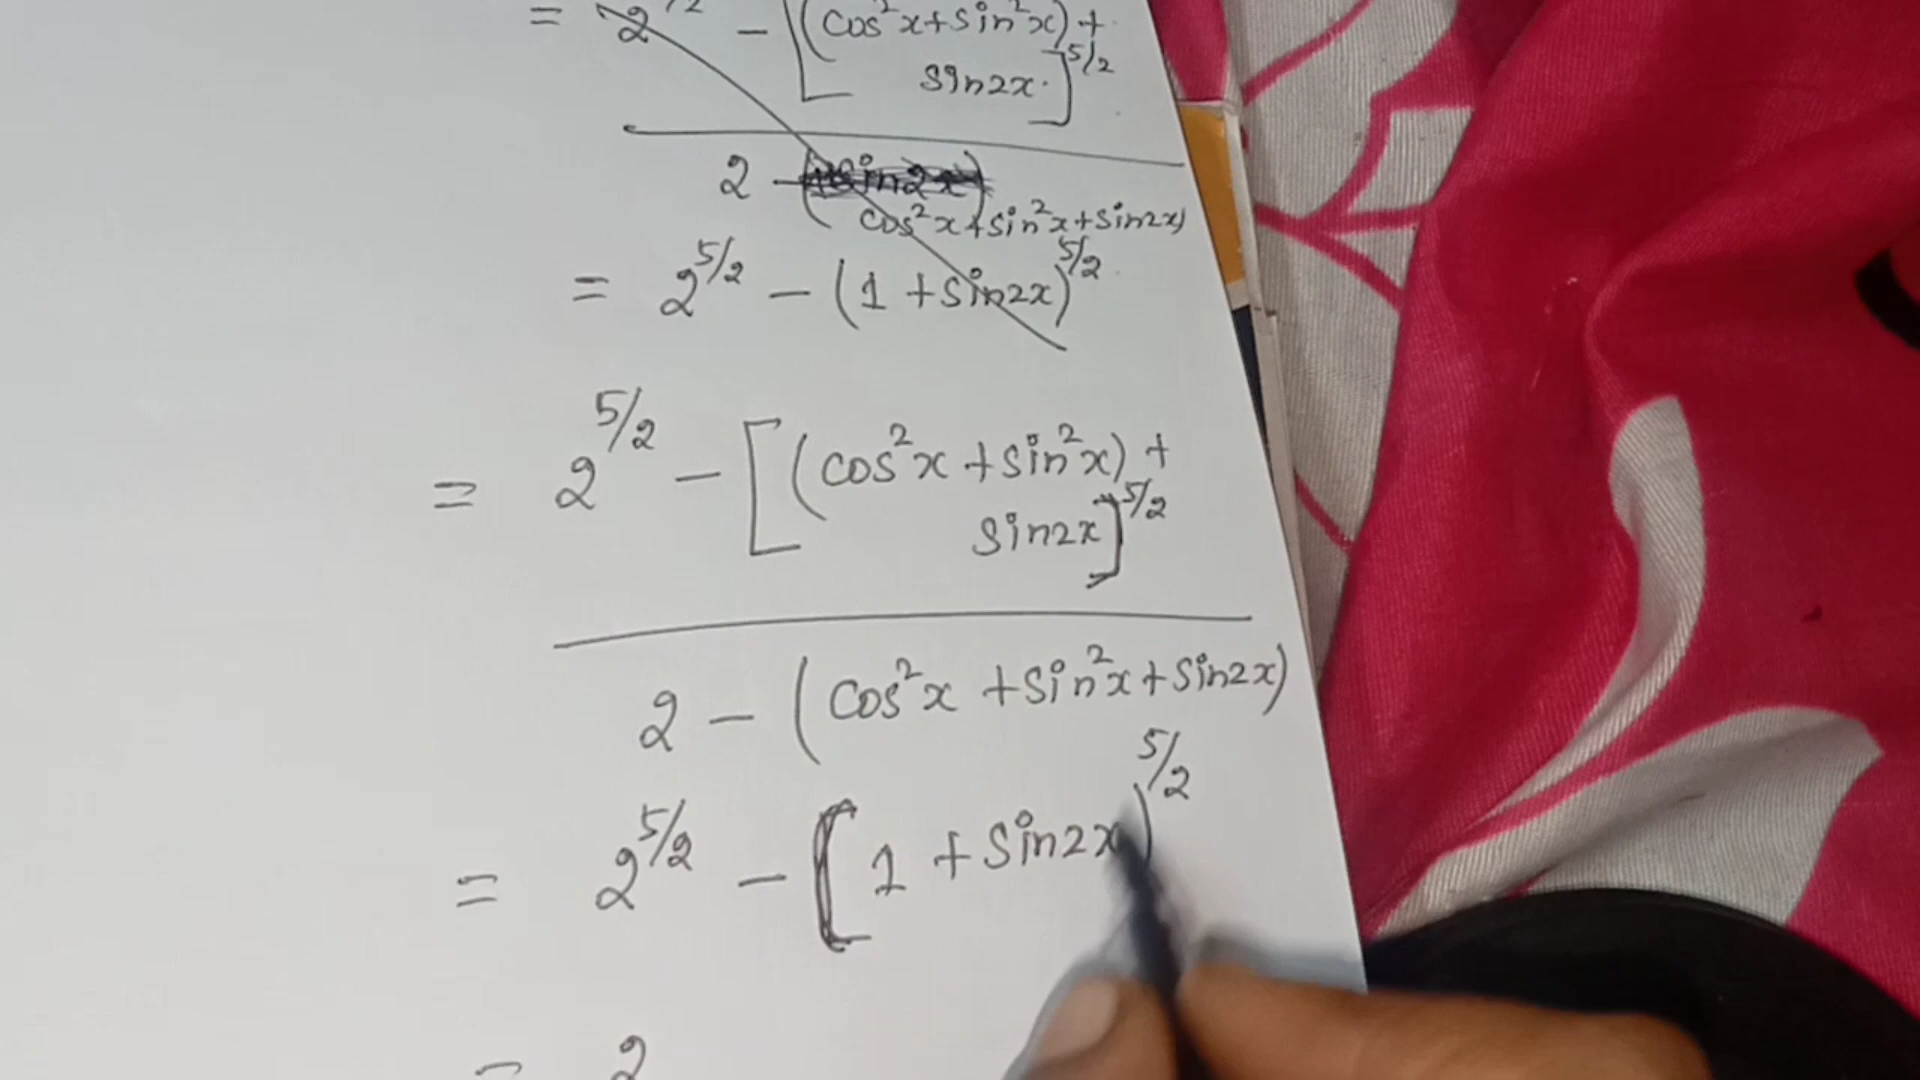 = 2 - [(cos²x+sin²x)+
sin2x.]^5/2
2 - (
cos²x+sin²x+sin2x)
= 2^5/2 - (1+sin2x)^5/2
= 2^5/2 - [(cos²x+sin²x)+
sin2x]^5/2
2 - (cos²x+sin²x+sin2x)
= 2^5/2 - [1+sin2x)^5/2
= 2